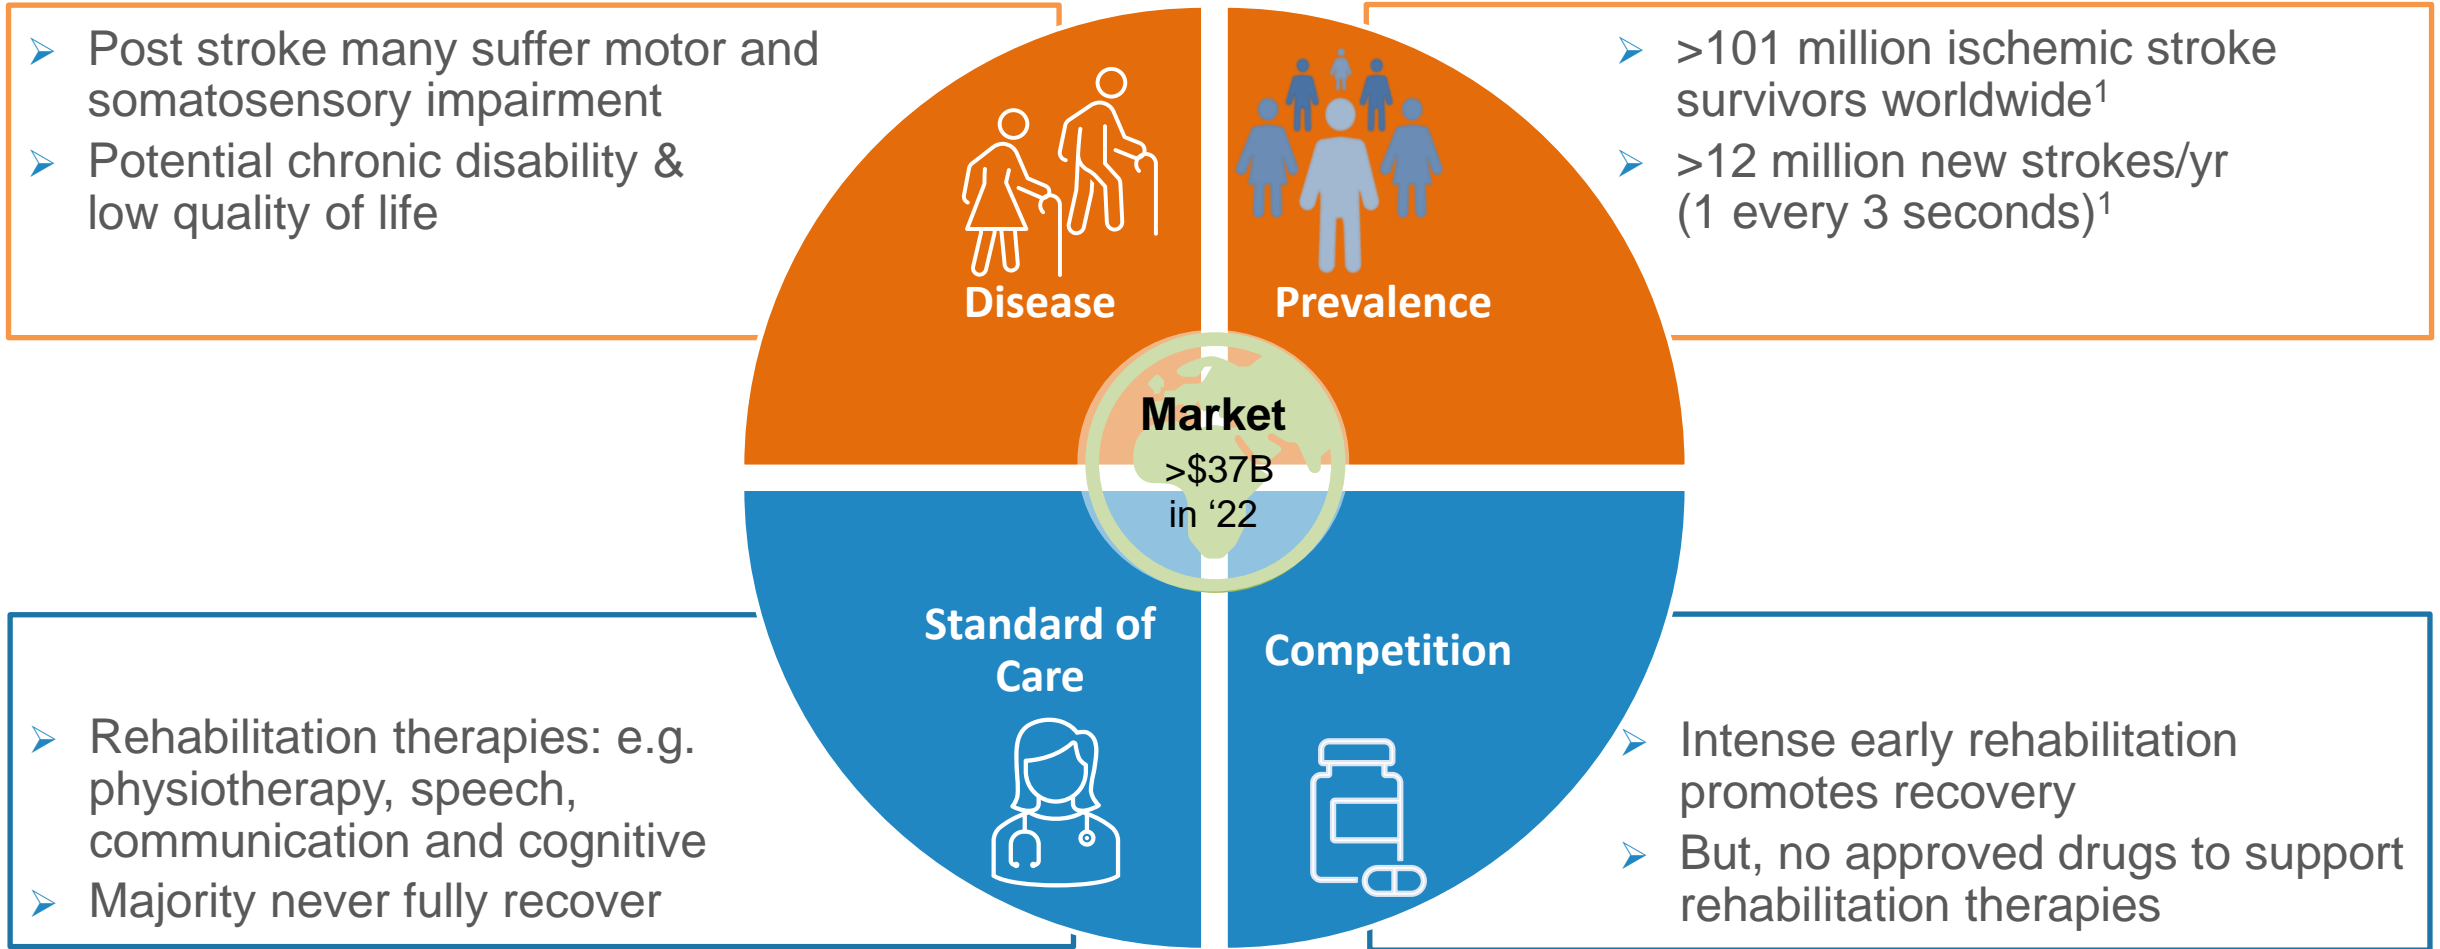 ➢ Post stroke many suffer motor and
somatosensory impairment
➢ Potential chronic disability &
low quality of life
Disease
Prevalence
➢ >101 million ischemic stroke
survivors worldwide¹
➢ >12 million new strokes/yr
(1 every 3 seconds)¹
Market
>$37B
in ‘22
Standard of
Care
➢ Rehabilitation therapies: e.g.
physiotherapy, speech,
communication and cognitive
➢ Majority never fully recover
Competition
➢ Intense early rehabilitation
promotes recovery
➢ But, no approved drugs to support
rehabilitation therapies